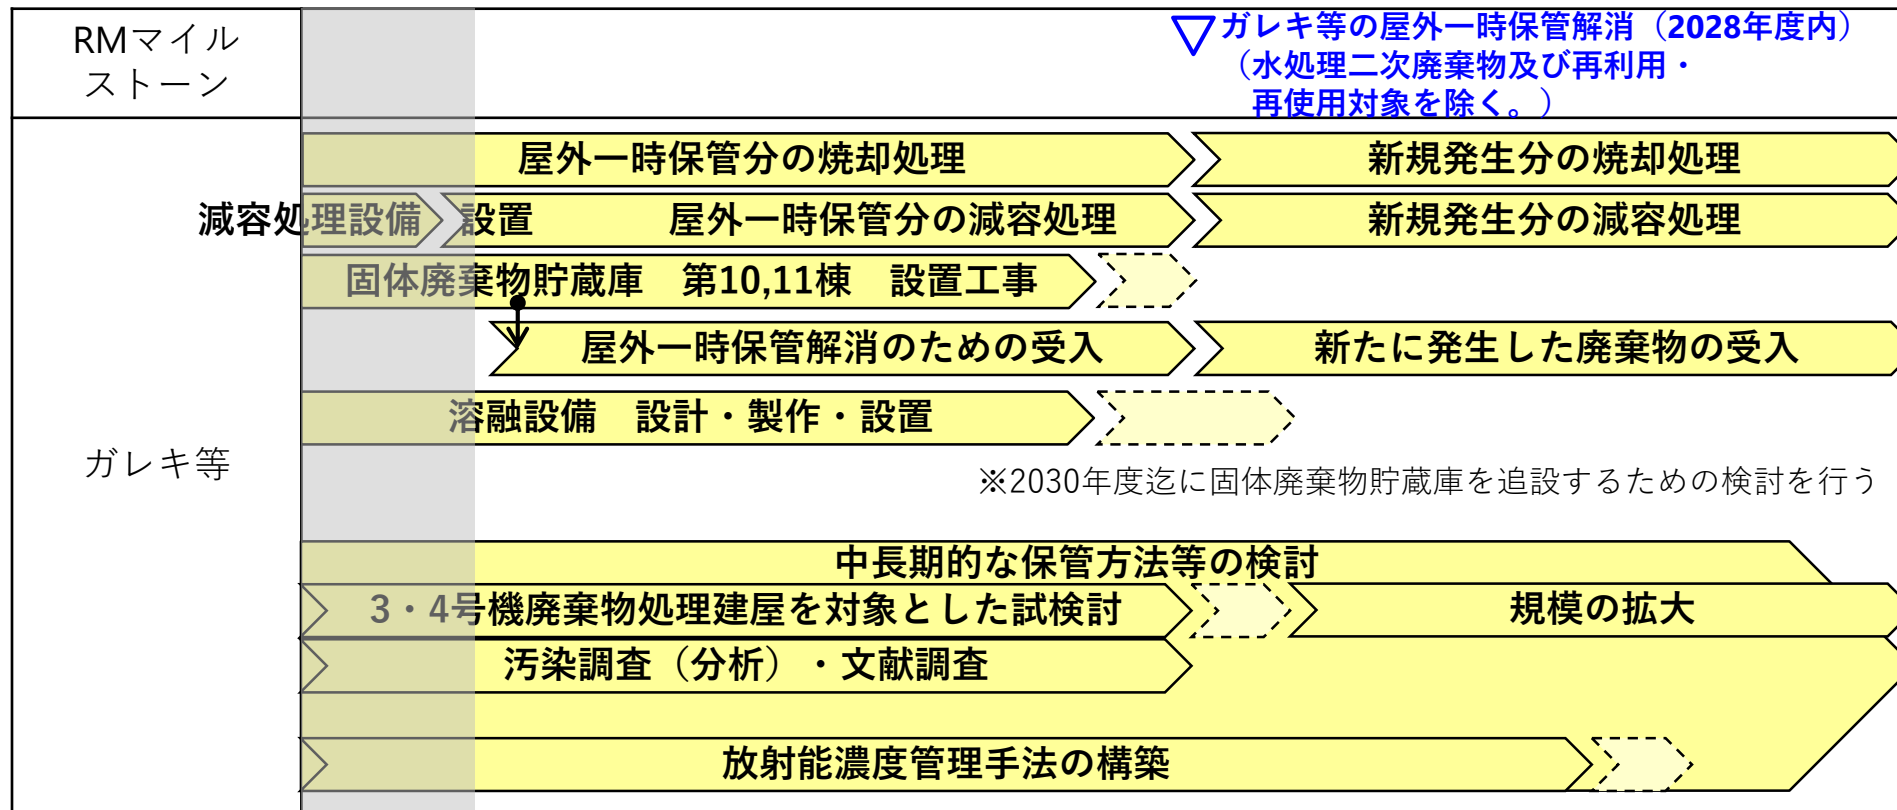 RMマイル
ストーン
▽ガレキ等の屋外一時保管解消（2028年度内）
（水処理二次廃棄物及び再利用・
再使用対象を除く。）
ガレキ等
屋外一時保管分の焼却処理
新規発生分の焼却処理
減容処理設備　設置
屋外一時保管分の減容処理
新規発生分の減容処理
固体廃棄物貯蔵庫　第10,11棟　設置工事
屋外一時保管解消のための受入
新たに発生した廃棄物の受入
溶融設備　設計・製作・設置
※2030年度迄に固体廃棄物貯蔵庫を追設するための検討を行う
中長期的な保管方法等の検討
3・4号機廃棄物処理建屋を対象とした試検討
規模の拡大
汚染調査（分析）・文献調査
放射能濃度管理手法の構築